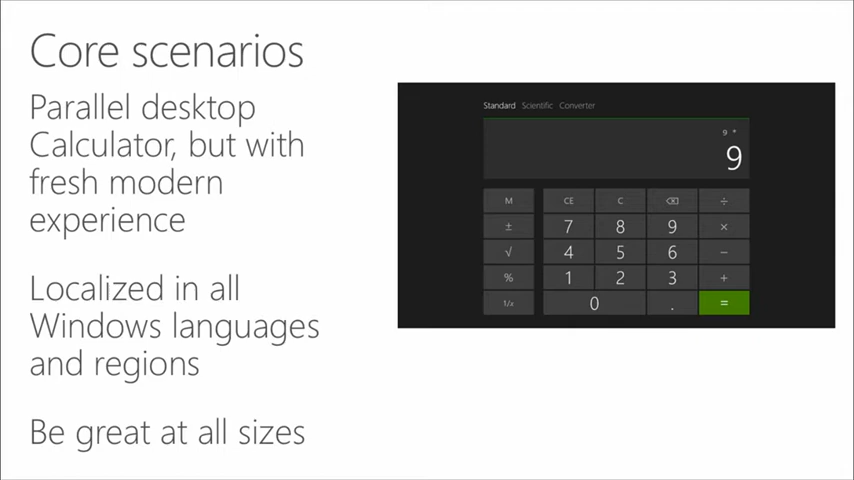 Core scenarios
Parallel desktop
Calculator, but with
fresh modern
experience
Localized in all
Windows languages
and regions
Be great at all sizes
Standard Scientific Converter
9 *
9
M CE C ⌫ ÷
± 7 8 9 ×
√ 4 5 6 −
% 1 2 3 +
1/x 0 . =